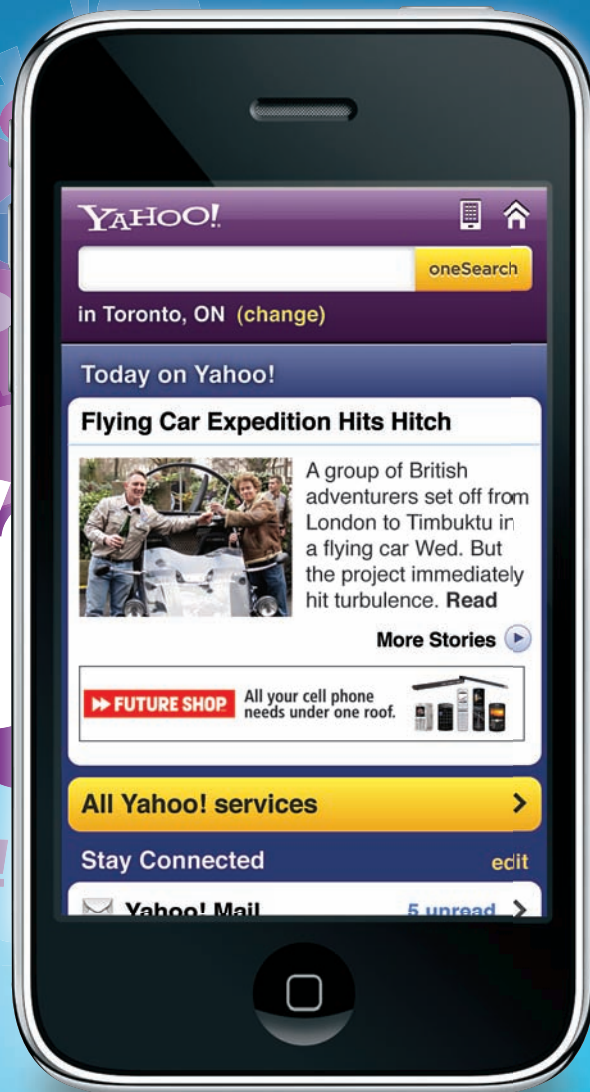 YAHOO!
oneSearch
in Toronto, ON (change)
Today on Yahoo!
Flying Car Expedition Hits Hitch
A group of British
adventurers set off from
London to Timbuktu in
a flying car Wed. But
the project immediately
hit turbulence. Read
More Stories
FUTURE SHOP
All your cell phone
needs under one roof.
All Yahoo! services
Stay Connected
edit
Yahoo! Mail
5 unread